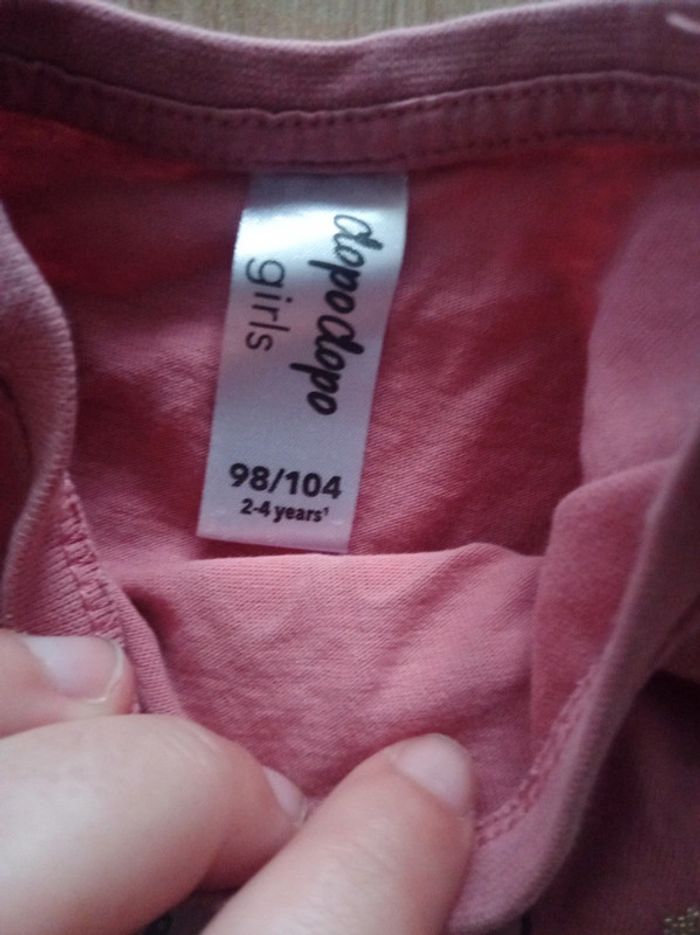 dopodopo
girls
98/104
2-4 years¹